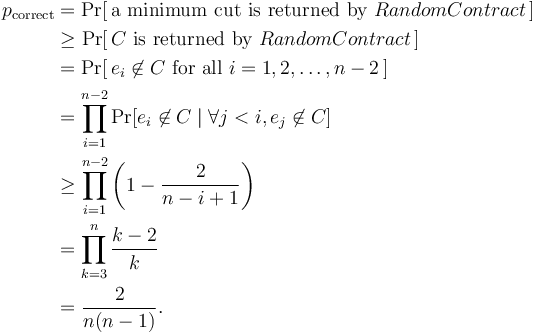 p_correct = Pr[ a minimum cut is returned by RandomContract ]
≥ Pr[ C is returned by RandomContract ]
= Pr[ e_i ∉ C for all i = 1, 2, . . . , n − 2 ]
= ∏_{i=1}^{n−2} Pr[e_i ∉ C | ∀j < i, e_j ∉ C]
≥ ∏_{i=1}^{n−2} (1 − 2/(n − i + 1))
= ∏_{k=3}^{n} (k − 2)/k
= 2/(n(n − 1)).